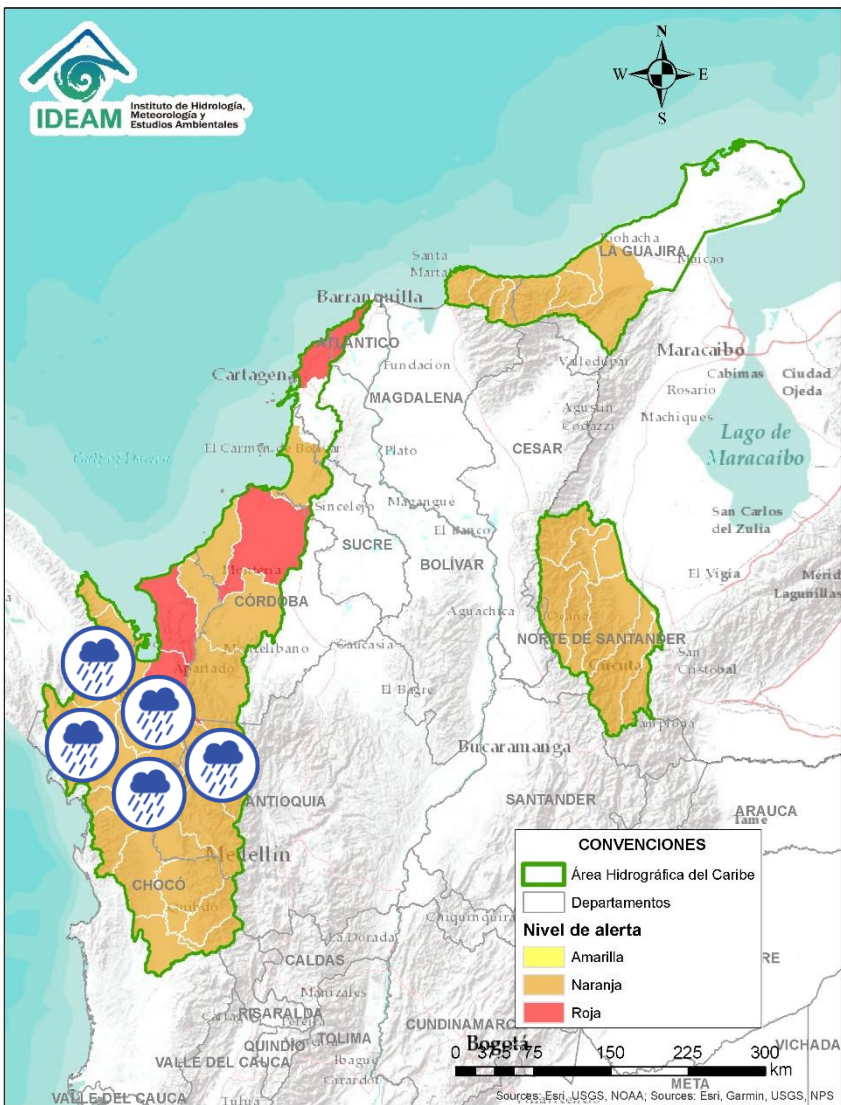 IDEAM
Instituto de Hidrología,
Meteorología y
Estudios Ambientales
N
W
E
S
Riohacha
LA GUAJIRA
Maicao
Santa
Marta
Barranquilla
ATLÁNTICO
Cartagena
Fundación
Valledupar
Maracaibo
Cabimas
Ciudad
Ojeda
Rosario
MAGDALENA
Machiques
Agustín
Codazzi
El Carmen de Bolívar
Plato
CESAR
Lago de
Maracaibo
Magangué
Sincelejo
San Carlos
del Zulia
El Banco
SUCRE
BOLÍVAR
El Vigía
Montería
CÓRDOBA
Aguachica
Ocaña
NORTE DE SANTANDER
Lagunillas
Montelíbano
Caucasia
Apartadó
Cúcuta
San
Cristóbal
El Bagre
Pamplona
Bucaramanga
ANTIOQUIA
SANTANDER
ARAUCA
Tame
Medellín
CHOCÓ
Quibdó
Chiquinquirá
La Dorada
CALDAS
Manizales
RISARALDA
Pereira
CUNDINAMARC
QUINDÍO
TOLIMA
Bogotá
VALLE DEL CAUCA
Ibagué
Girardot
VICHADA
META
VALLE DEL CAUCA
Tuluá
CONVENCIONES
Área Hidrográfica del Caribe
Departamentos
Nivel de alerta
Amarilla
Naranja
Roja
0 37,5 75 150 225 300
km
Sources: Esri, USGS, NOAA; Sources: Esri, Garmin, USGS, NPS